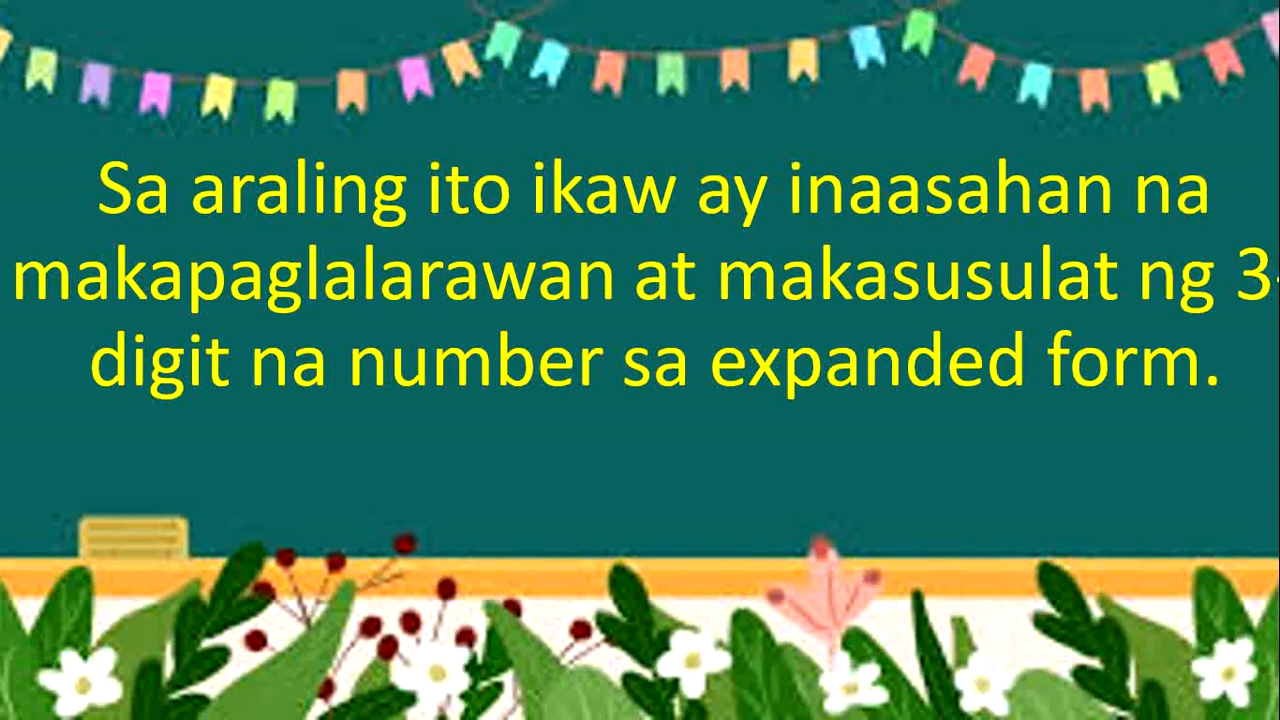 Sa araling ito ikaw ay inaasahan na
makapaglalarawan at makasusulat ng 3-
digit na number sa expanded form.